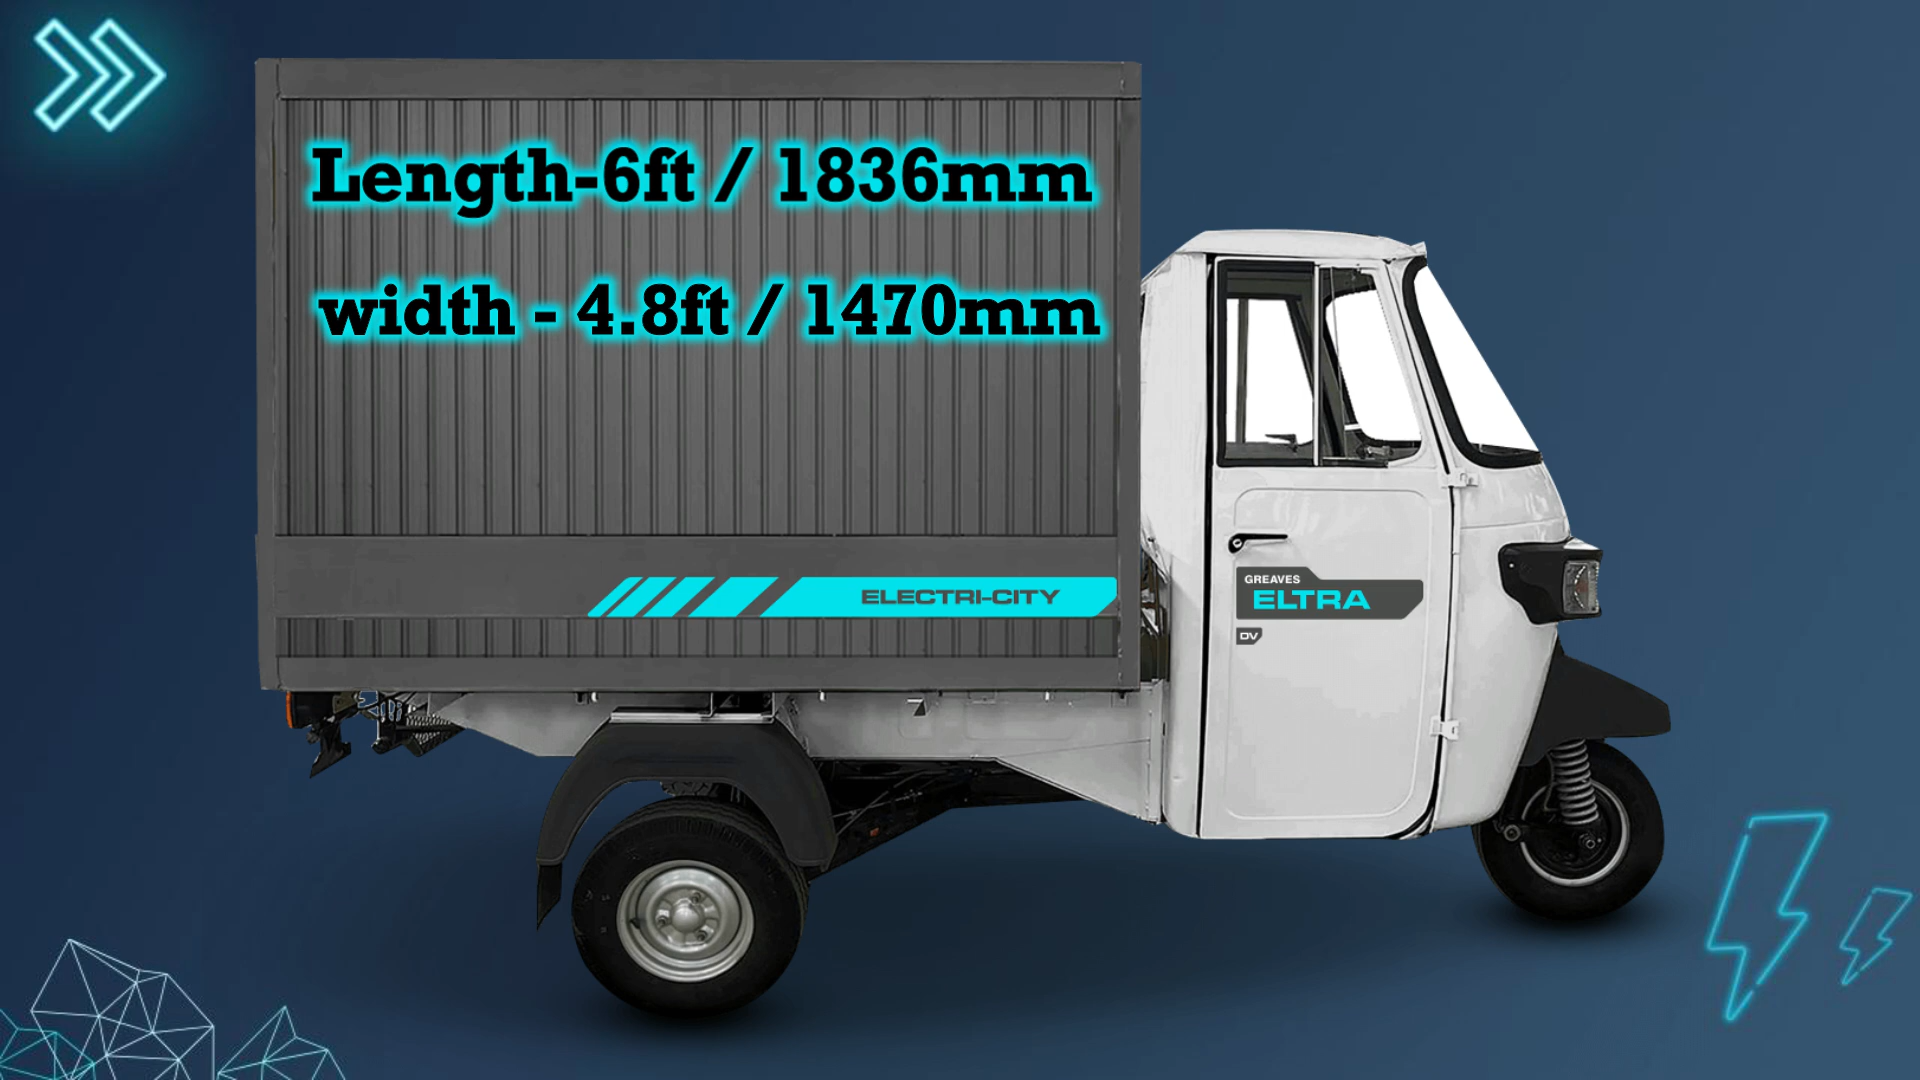 Length-6ft / 1836mm
width - 4.8ft / 1470mm
ELECTRI-CITY
GREAVES
ELTRA
DV